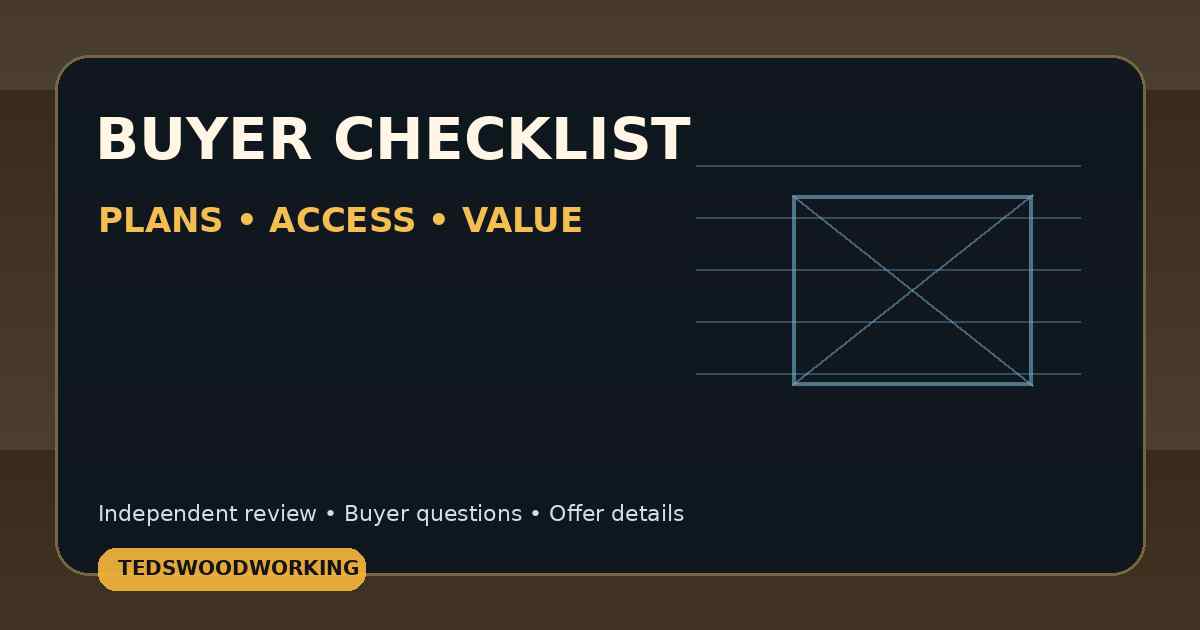 BUYER CHECKLIST
PLANS • ACCESS • VALUE
Independent review • Buyer questions • Offer details
TEDSWOODWORKING